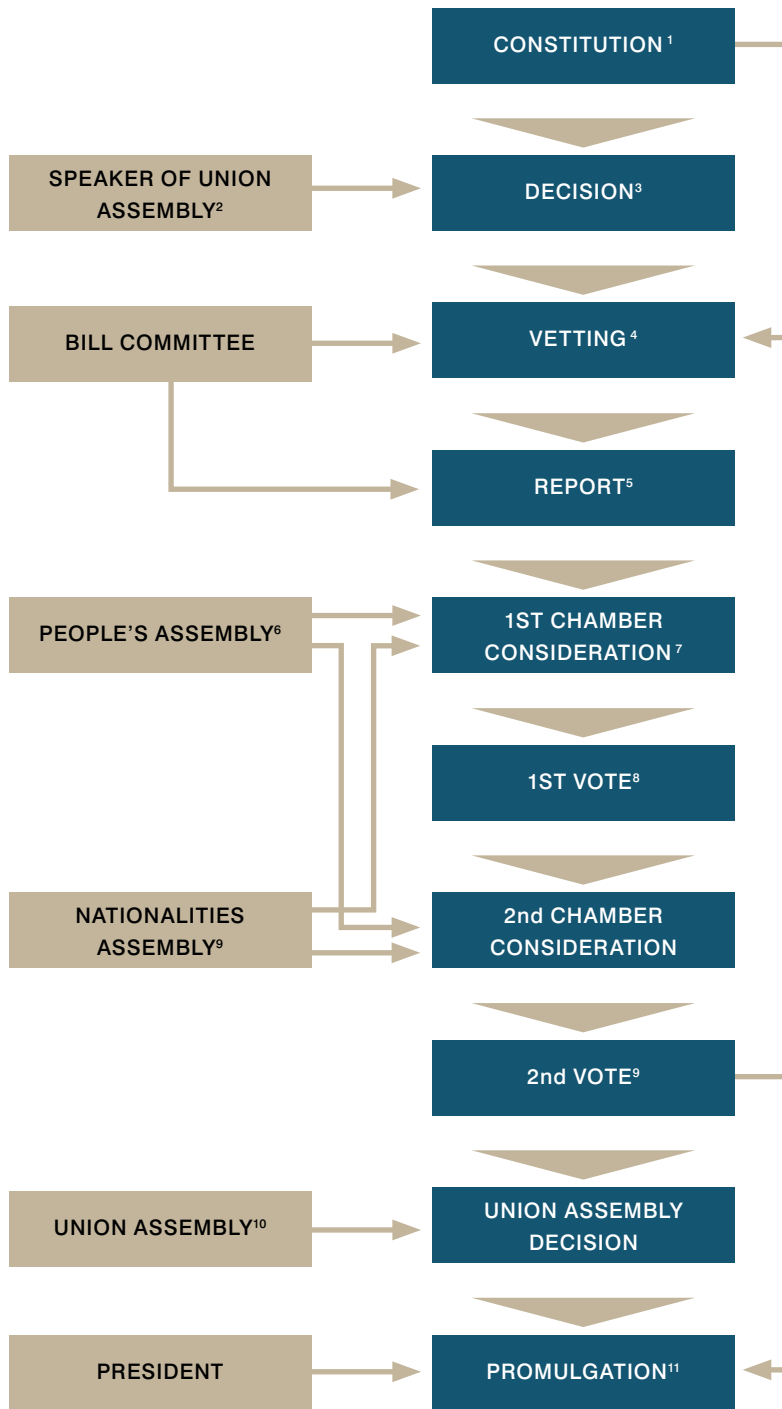 CONSTITUTION ¹
SPEAKER OF UNION
ASSEMBLY²
DECISION³
BILL COMMITTEE
VETTING ⁴
REPORT⁵
PEOPLE’S ASSEMBLY⁶
1ST CHAMBER
CONSIDERATION ⁷
1ST VOTE⁸
NATIONALITIES
ASSEMBLY⁹
2nd CHAMBER
CONSIDERATION
2nd VOTE⁹
UNION ASSEMBLY¹⁰
UNION ASSEMBLY
DECISION
PRESIDENT
PROMULGATION¹¹